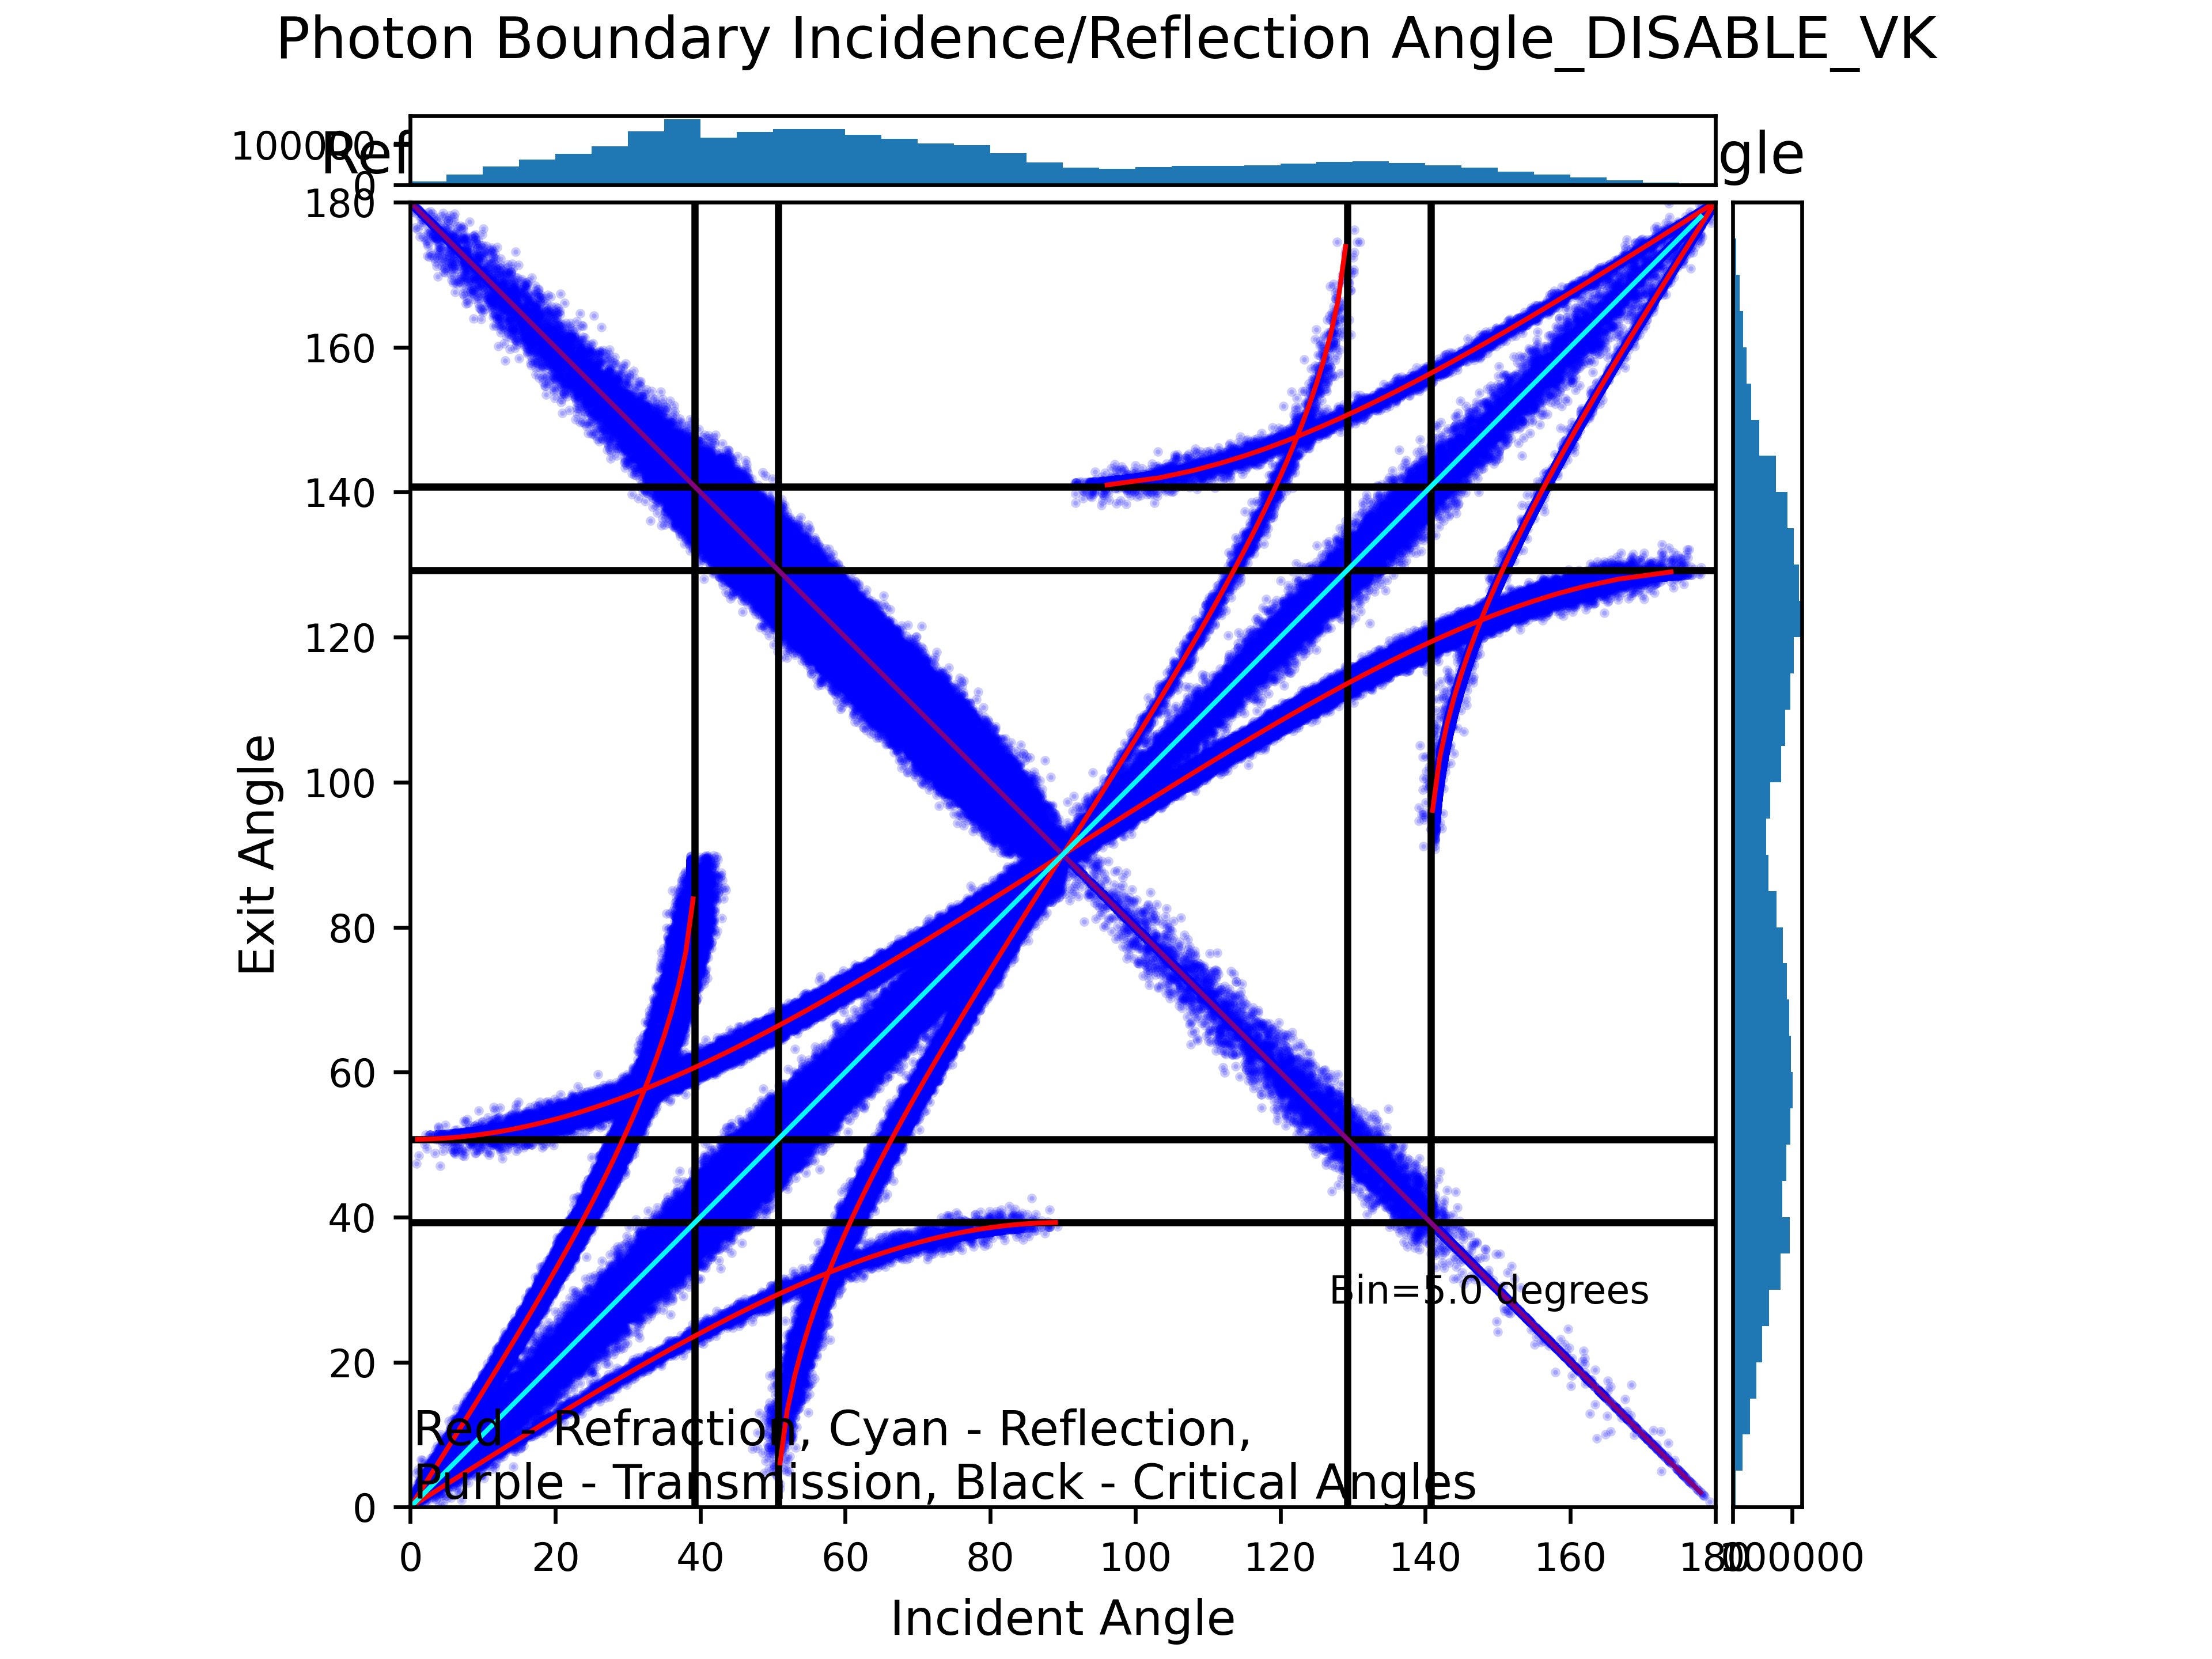 Photon Boundary Incidence/Reflection Angle_DISABLE_VK
100000
0
180
160
140
120
100
80
60
40
20
0
Exit Angle
Bin=5.0 degrees
Red - Refraction, Cyan - Reflection,
Purple - Transmission, Black - Critical Angles
0 20 40 60 80 100 120 140 160 180
Incident Angle